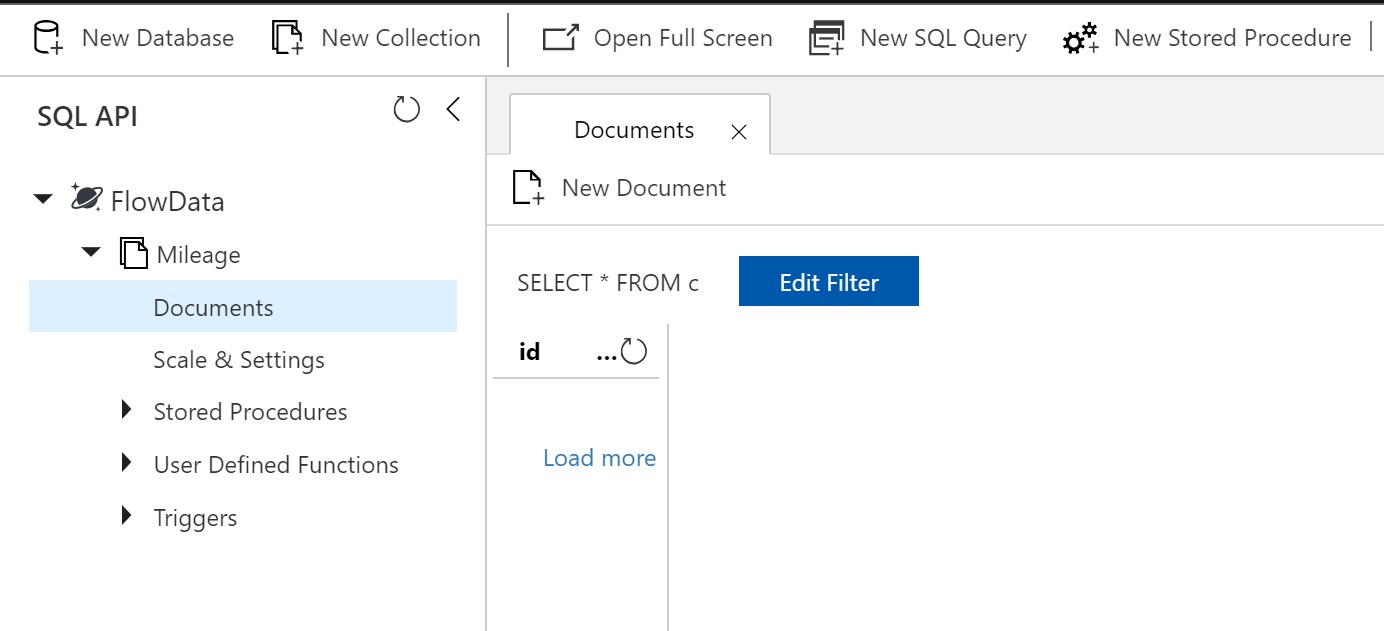 New Database New Collection Open Full Screen New SQL Query New Stored Procedure
SQL API
FlowData
Mileage
Documents
Scale & Settings
Stored Procedures
User Defined Functions
Triggers
Documents
New Document
SELECT * FROM c Edit Filter
id ...
Load more